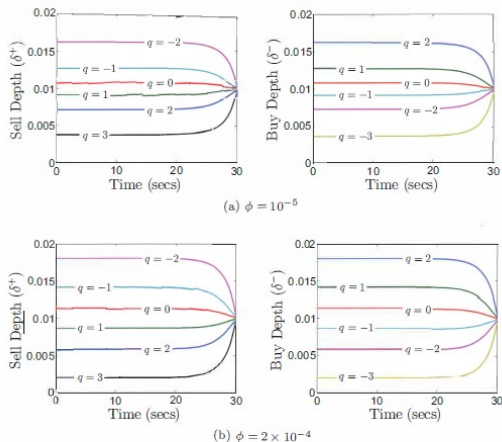 0.02
0.015
0.01
0.005
0
0 10 20 30
Sell Depth (δ⁺)
Time (secs)
q = −2
q = −1
q = 0
q = 1
q = 2
q = 3
0.02
0.015
0.01
0.005
0
0 10 20 30
Buy Depth (δ⁻)
Time (secs)
q = 2
q = 1
q = 0
q = −1
q = −2
q = −3
(a) ϕ = 10⁻⁵
0.02
0.015
0.01
0.005
0
0 10 20 30
Sell Depth (δ⁺)
Time (secs)
q = −2
q = −1
q = 0
q = 1
q = 2
q = 3
0.02
0.015
0.01
0.005
0
0 10 20 30
Buy Depth (δ⁻)
Time (secs)
q = 2
q = 1
q = 0
q = −1
q = −2
q = −3
(b) ϕ = 2 × 10⁻⁴